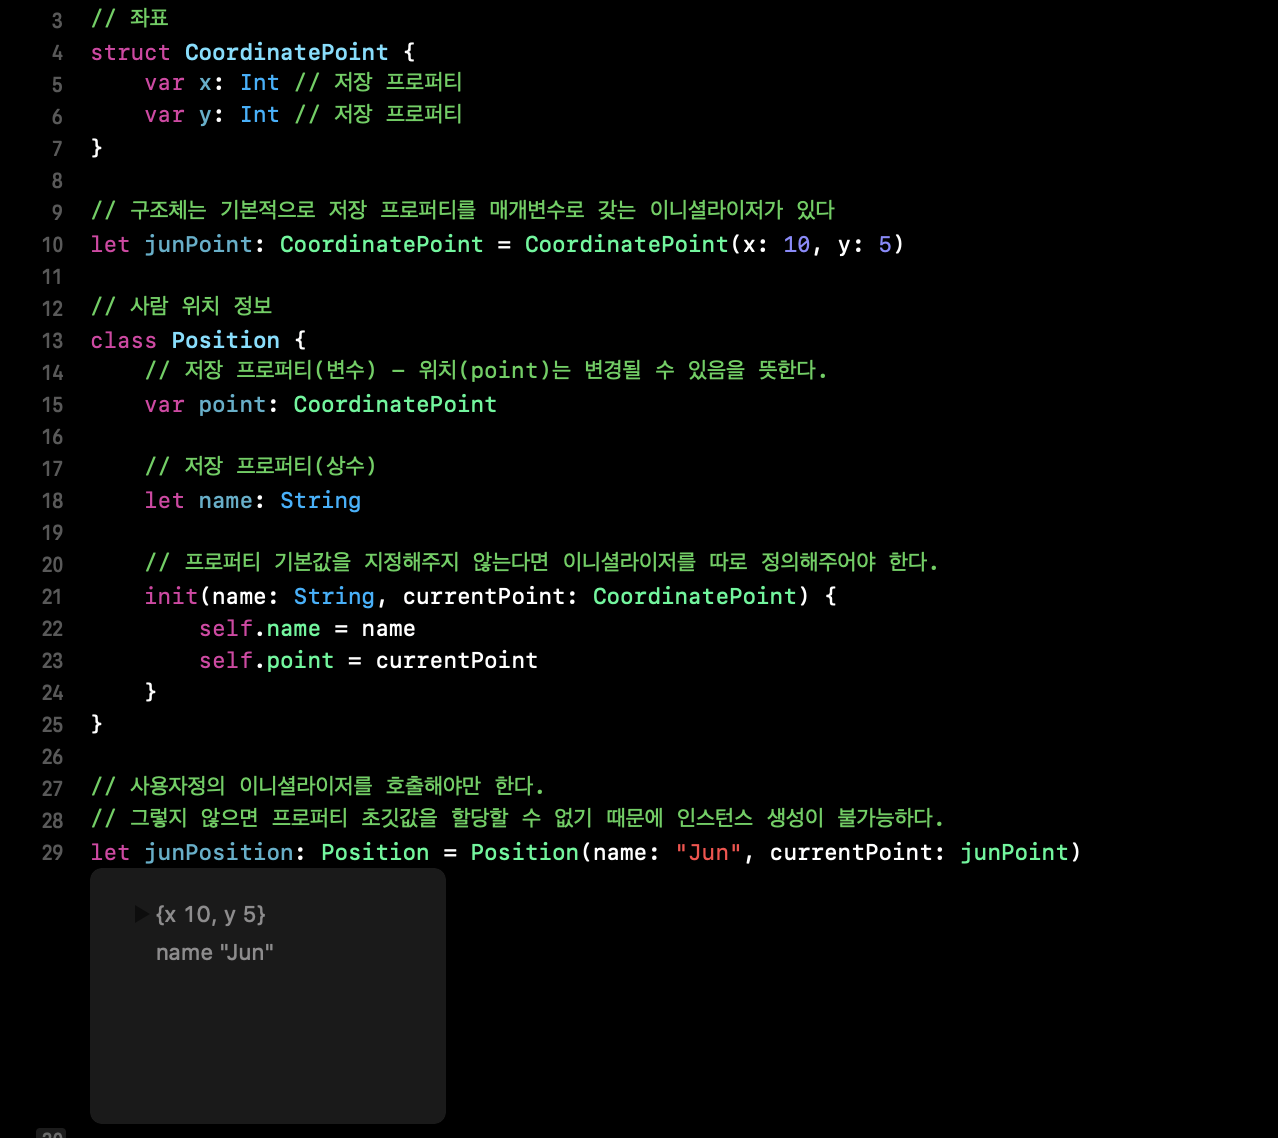 3 // 좌표
4 struct CoordinatePoint {
5 var x: Int // 저장 프로퍼티
6 var y: Int // 저장 프로퍼티
7 }
8
9 // 구조체는 기본적으로 저장 프로퍼티를 매개변수로 갖는 이니셜라이저가 있다
10 let junPoint: CoordinatePoint = CoordinatePoint(x: 10, y: 5)
11
12 // 사람 위치 정보
13 class Position {
14 // 저장 프로퍼티(변수) - 위치(point)는 변경될 수 있음을 뜻한다.
15 var point: CoordinatePoint
16
17 // 저장 프로퍼티(상수)
18 let name: String
19
20 // 프로퍼티 기본값을 지정해주지 않는다면 이니셜라이저를 따로 정의해주어야 한다.
21 init(name: String, currentPoint: CoordinatePoint) {
22 self.name = name
23 self.point = currentPoint
24 }
25 }
26
27 // 사용자정의 이니셜라이저를 호출해야만 한다.
28 // 그렇지 않으면 프로퍼티 초깃값을 할당할 수 없기 때문에 인스턴스 생성이 불가능하다.
29 let junPosition: Position = Position(name: "Jun", currentPoint: junPoint)
{x 10, y 5}
name "Jun"